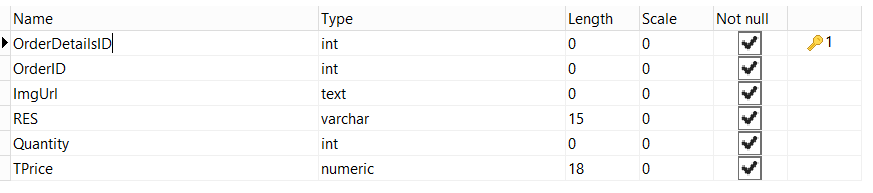 Name Type Length Scale Not null
OrderDetailsID int 0 0 1
OrderID int 0 0
ImgUrl text 0 0
RES varchar 15 0
Quantity int 0 0
TPrice numeric 18 0